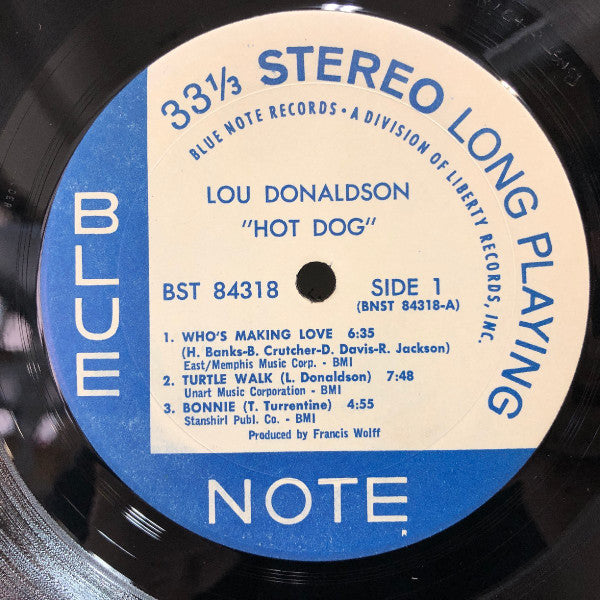 33 1/3 STEREO LONG PLAYING
BLUE NOTE RECORDS • A DIVISION OF LIBERTY RECORDS, INC.
LOU DONALDSON
"HOT DOG"
BST 84318
SIDE 1
(BNST 84318-A)
1. WHO'S MAKING LOVE 6:35
(H. Banks-B. Crutcher-D. Davis-R. Jackson)
East/Memphis Music Corp. - BMI
2. TURTLE WALK (L. Donaldson) 7:48
Unart Music Corporation - BMI
3. BONNIE (T. Turrentine) 4:55
Stanshirl Publ. Co. - BMI
Produced by Francis Wolff
BLUE
NOTE